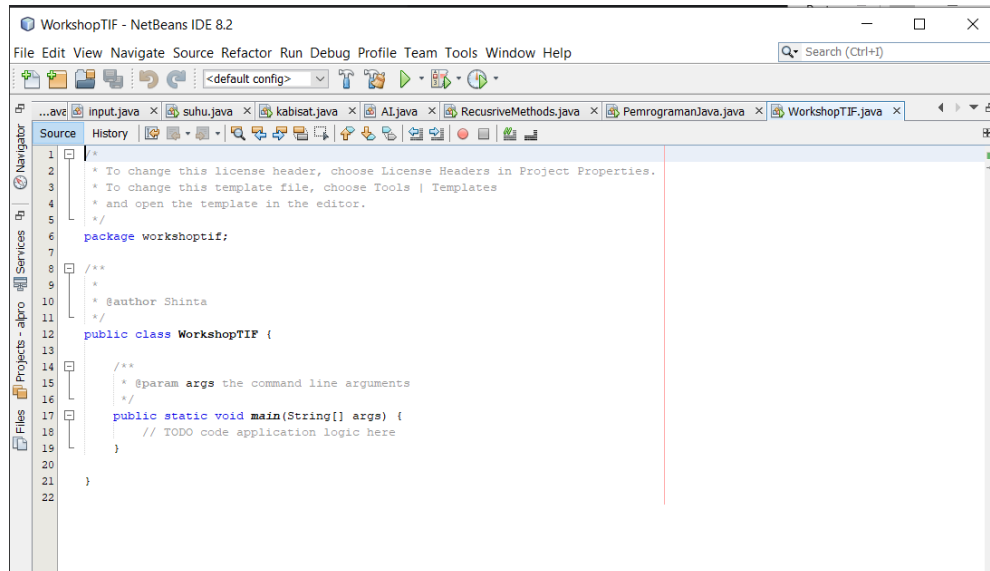 WorkshopTIF - NetBeans IDE 8.2
File Edit View Navigate Source Refactor Run Debug Profile Team Tools Window Help
Search (Ctrl+I)
<default config>
...ave input.java suhu.java kabisat.java AI.java RecusriveMethods.java PemrogramanJava.java WorkshopTIF.java
Source History
Navigator
Services
Projects - alpro
Files
1 /*
2 * To change this license header, choose License Headers in Project Properties.
3 * To change this template file, choose Tools | Templates
4 * and open the template in the editor.
5 */
6 package workshoptif;
7
8 /**
9 *
10 * @author Shinta
11 */
12 public class WorkshopTIF {
13
14 /**
15 * @param args the command line arguments
16 */
17 public static void main(String[] args) {
18 // TODO code application logic here
19 }
20
21 }
22